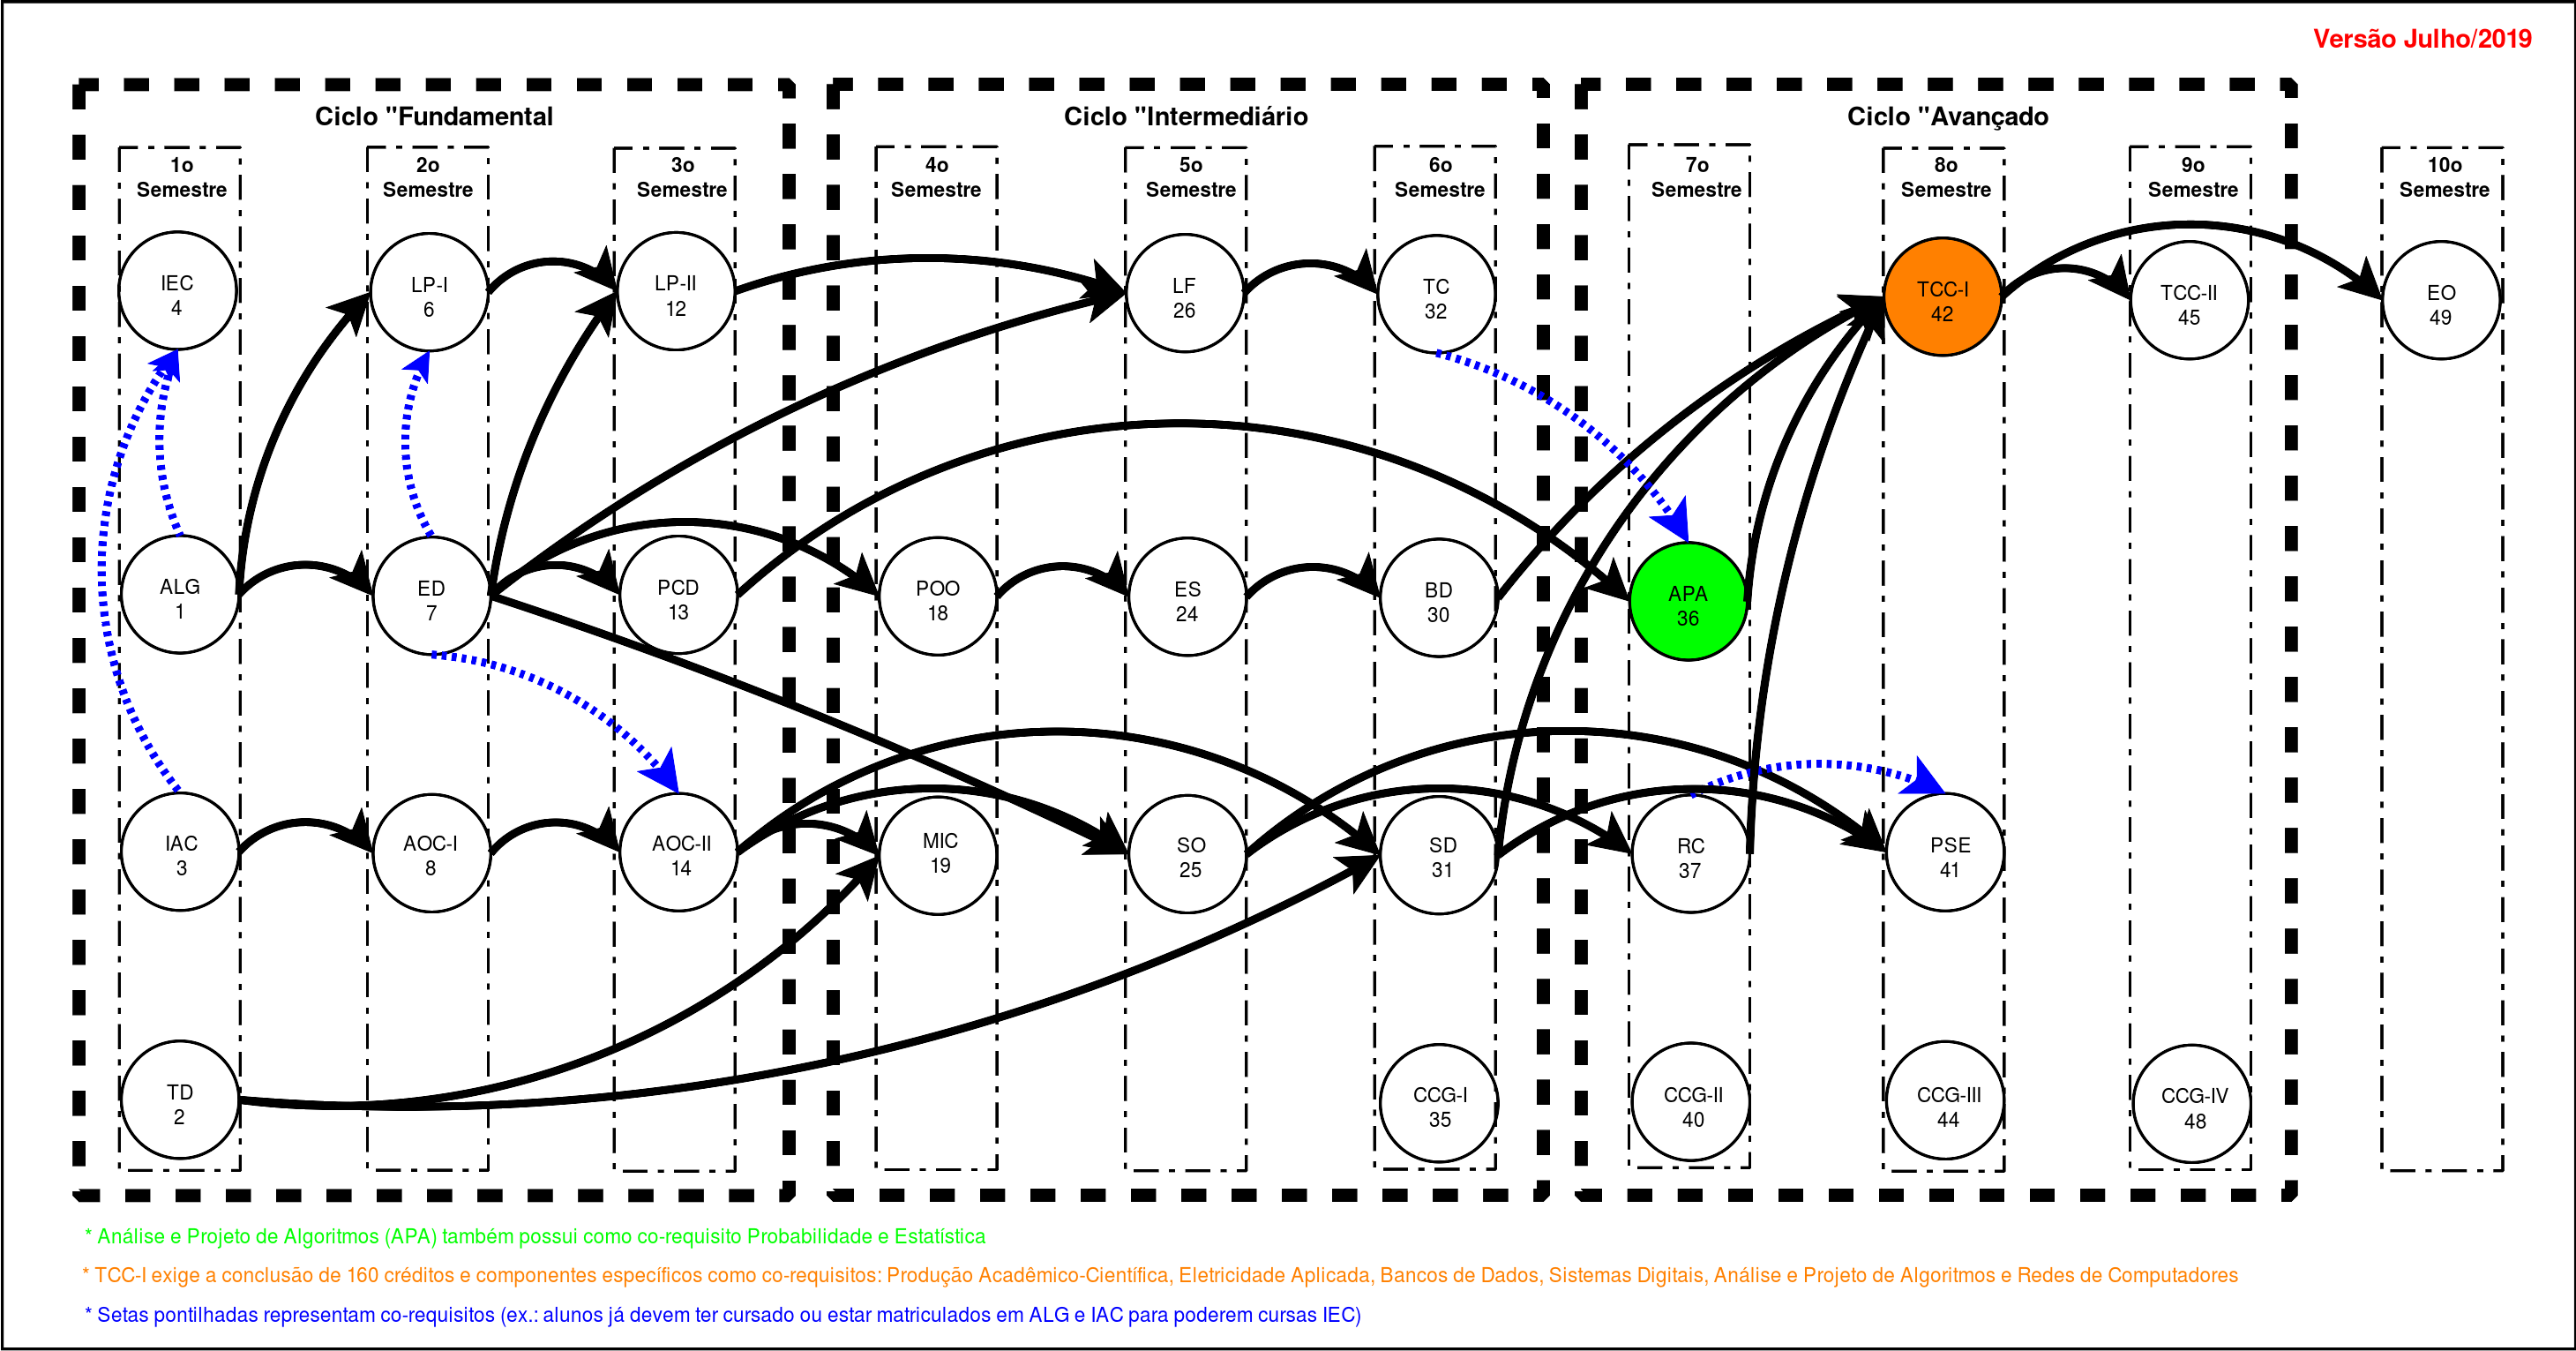 Versão Julho/2019
Ciclo "Fundamental
Ciclo "Intermediário
Ciclo "Avançado
1o
Semestre
2o
Semestre
3o
Semestre
4o
Semestre
5o
Semestre
6o
Semestre
7o
Semestre
8o
Semestre
9o
Semestre
10o
Semestre
IEC
4
LP-I
6
LP-II
12
LF
26
TC
32
TCC-I
42
TCC-II
45
EO
49
ALG
1
ED
7
PCD
13
POO
18
ES
24
BD
30
APA
36
IAC
3
AOC-I
8
AOC-II
14
MIC
19
SO
25
SD
31
RC
37
PSE
41
TD
2
CCG-I
35
CCG-II
40
CCG-III
44
CCG-IV
48
* Análise e Projeto de Algoritmos (APA) também possui como co-requisito Probabilidade e Estatística
* TCC-I exige a conclusão de 160 créditos e componentes específicos como co-requisitos: Produção Acadêmico-Científica, Eletricidade Aplicada, Bancos de Dados, Sistemas Digitais, Análise e Projeto de Algoritmos e Redes de Computadores
* Setas pontilhadas representam co-requisitos (ex.: alunos já devem ter cursado ou estar matriculados em ALG e IAC para poderem cursas IEC)